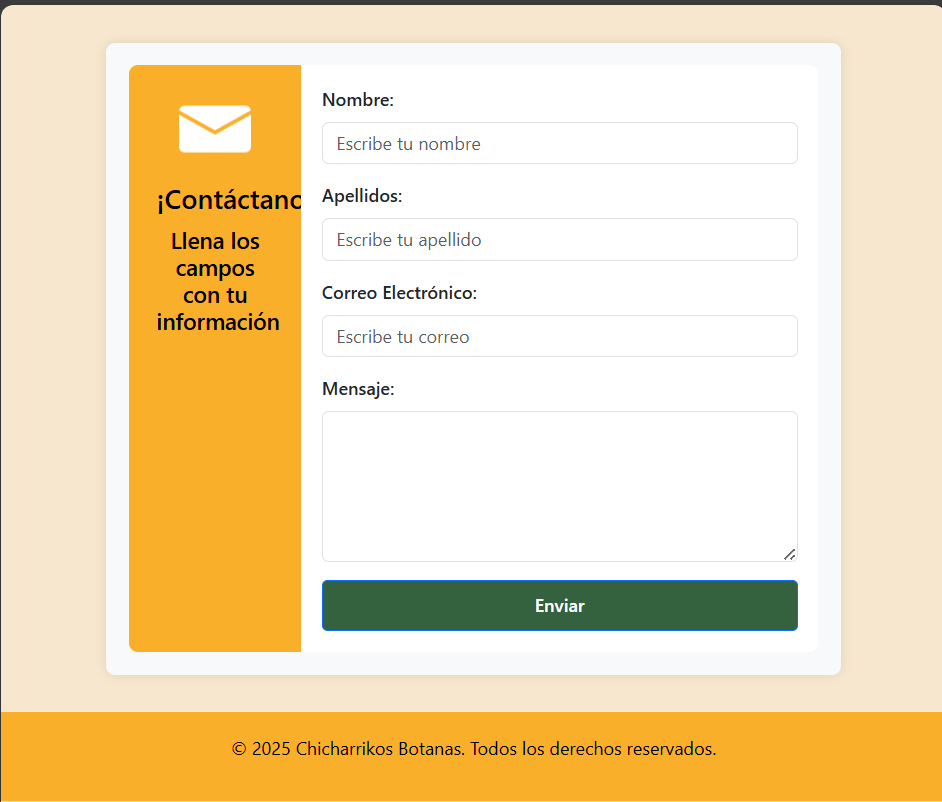 ¡Contáctano
Llena los
campos
con tu
información
Nombre:
Escribe tu nombre
Apellidos:
Escribe tu apellido
Correo Electrónico:
Escribe tu correo
Mensaje:
Enviar
© 2025 Chicharrikos Botanas. Todos los derechos reservados.